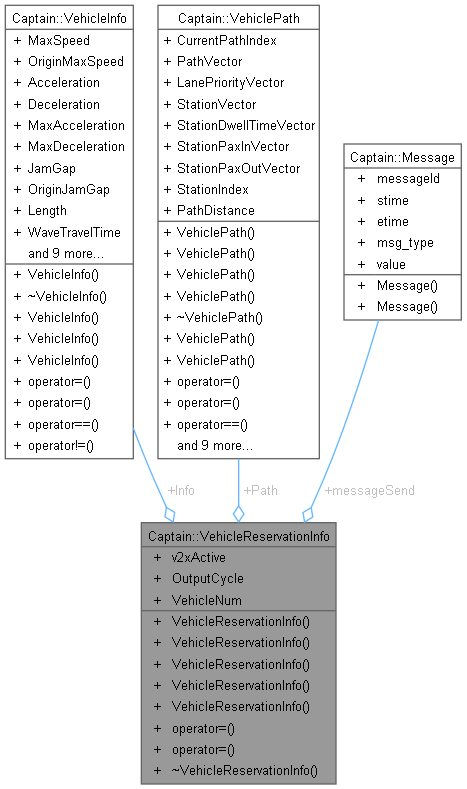 Captain::VehicleInfo
+ MaxSpeed
+ OriginMaxSpeed
+ Acceleration
+ Deceleration
+ MaxAcceleration
+ MaxDeceleration
+ JamGap
+ OriginJamGap
+ Length
+ WaveTravelTime
and 9 more...
+ VehicleInfo()
+ ~VehicleInfo()
+ VehicleInfo()
+ VehicleInfo()
+ VehicleInfo()
+ operator=()
+ operator=()
+ operator==()
+ operator!=()
Captain::VehiclePath
+ CurrentPathIndex
+ PathVector
+ LanePriorityVector
+ StationVector
+ StationDwellTimeVector
+ StationPaxInVector
+ StationPaxOutVector
+ StationIndex
+ PathDistance
+ VehiclePath()
+ VehiclePath()
+ VehiclePath()
+ VehiclePath()
+ ~VehiclePath()
+ VehiclePath()
+ VehiclePath()
+ operator=()
+ operator=()
+ operator==()
and 9 more...
Captain::Message
+ messageId
+ stime
+ etime
+ msg_type
+ value
+ Message()
+ Message()
+Info
+Path
+messageSend
Captain::VehicleReservationInfo
+ v2xActive
+ OutputCycle
+ VehicleNum
+ VehicleReservationInfo()
+ VehicleReservationInfo()
+ VehicleReservationInfo()
+ VehicleReservationInfo()
+ VehicleReservationInfo()
+ operator=()
+ operator=()
+ ~VehicleReservationInfo()